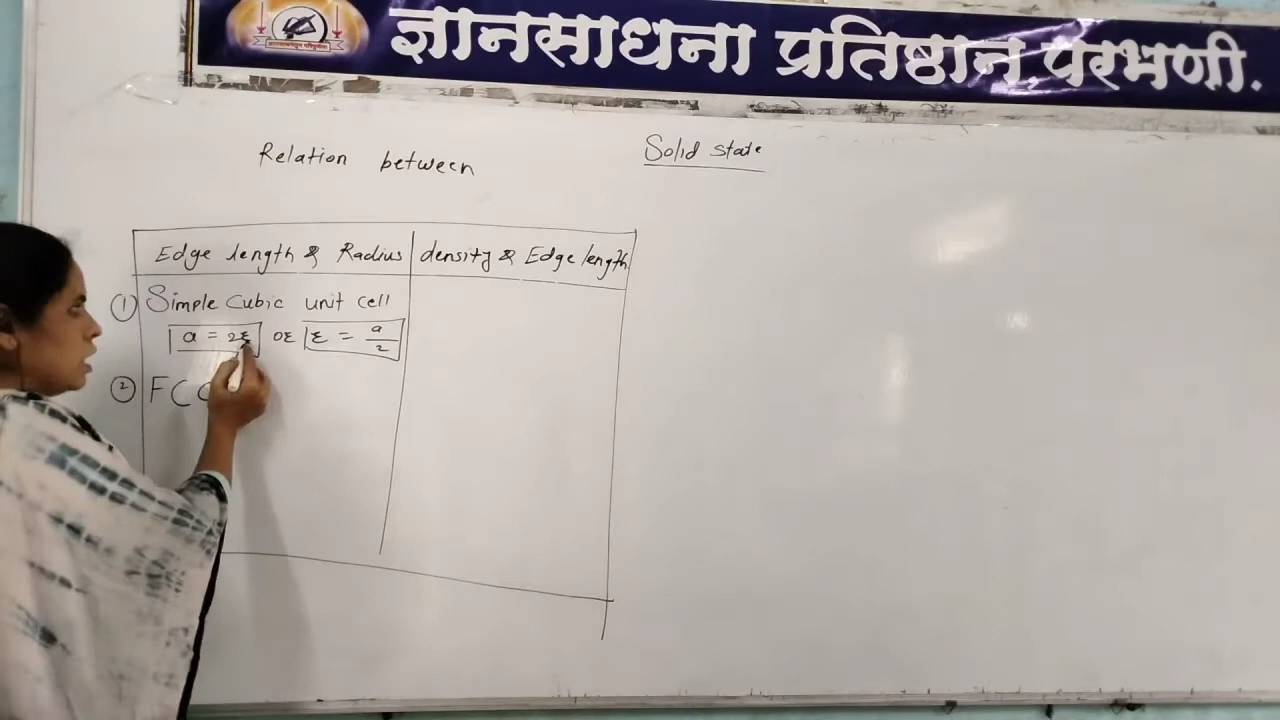 ज्ञानसाधना प्रतिष्ठान, परभणी.
Solid state
Relation between
Edge length & Radius
density & Edge length
① Simple cubic unit cell
a = 2r or r = a/2
② FCC